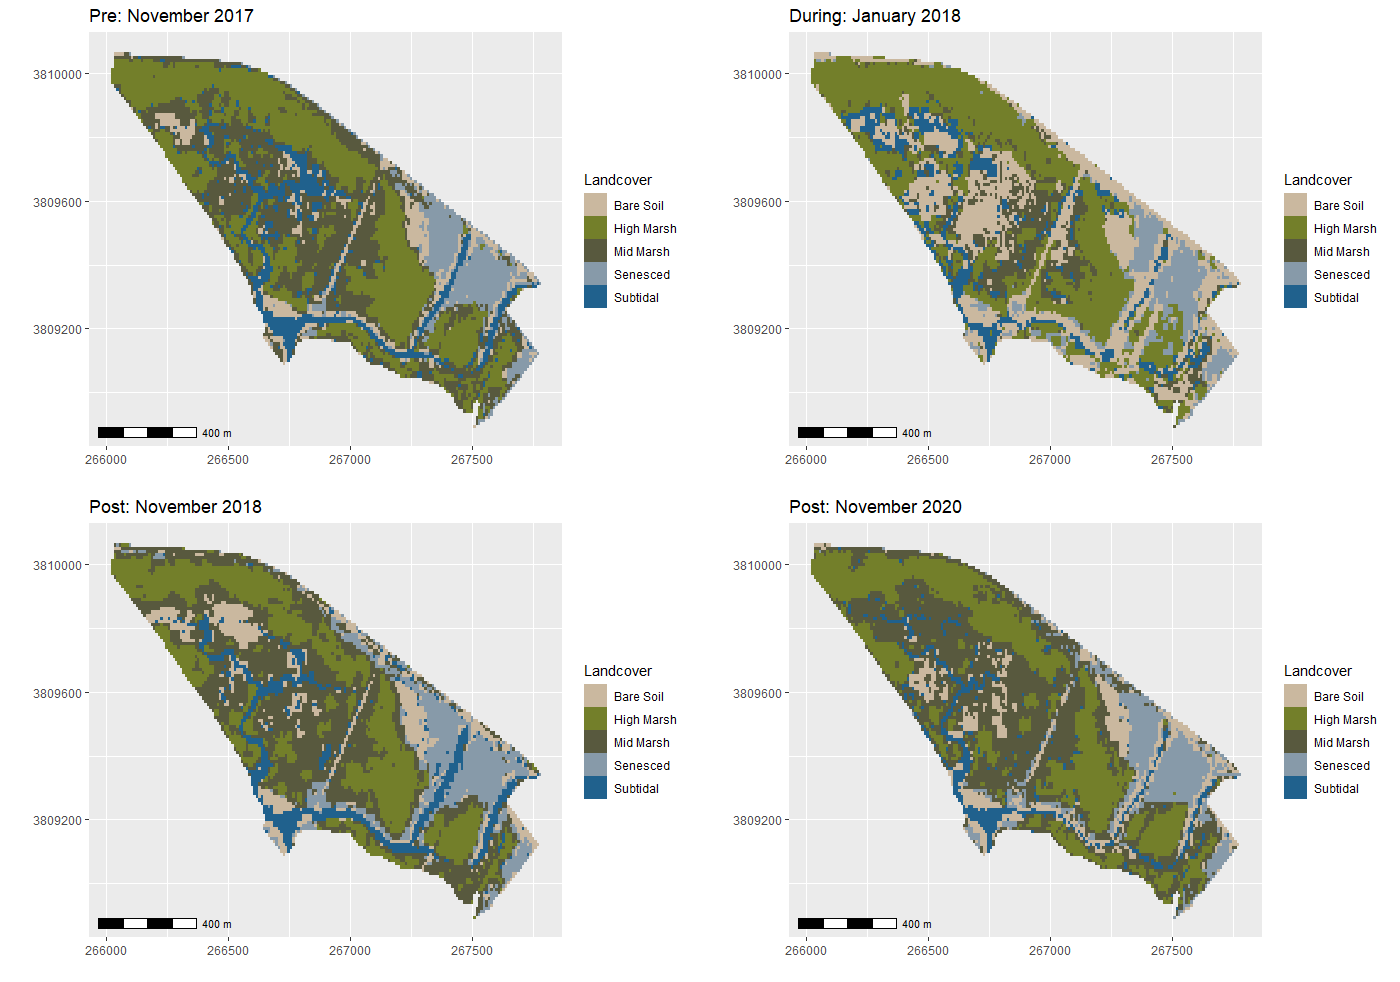 Pre: November 2017
3810000
3809600
3809200
266000 266500 267000 267500
400 m
Landcover
Bare Soil
High Marsh
Mid Marsh
Senesced
Subtidal
During: January 2018
3810000
3809600
3809200
266000 266500 267000 267500
400 m
Landcover
Bare Soil
High Marsh
Mid Marsh
Senesced
Subtidal
Post: November 2018
3810000
3809600
3809200
266000 266500 267000 267500
400 m
Landcover
Bare Soil
High Marsh
Mid Marsh
Senesced
Subtidal
Post: November 2020
3810000
3809600
3809200
266000 266500 267000 267500
400 m
Landcover
Bare Soil
High Marsh
Mid Marsh
Senesced
Subtidal